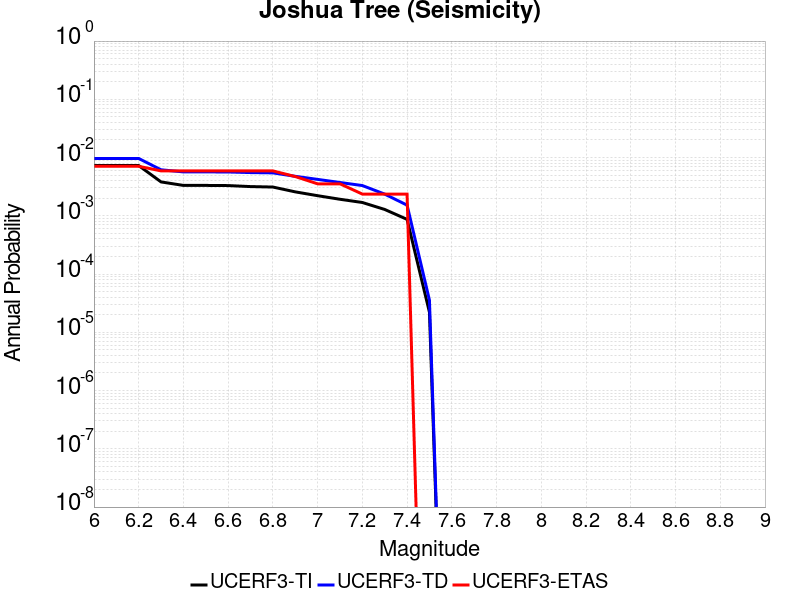 Joshua Tree (Seismicity)
10^0
10^-1
10^-2
10^-3
10^-4
10^-5
10^-6
10^-7
10^-8
Annual Probability
6 6.2 6.4 6.6 6.8 7 7.2 7.4 7.6 7.8 8 8.2 8.4 8.6 8.8 9
Magnitude
UCERF3-TI UCERF3-TD UCERF3-ETAS